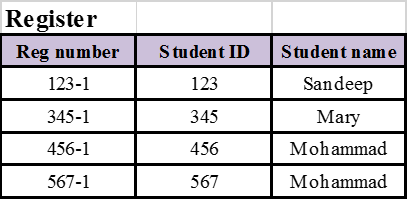 Register
Reg number Student ID Student name
123-1 123 Sandeep
345-1 345 Mary
456-1 456 Mohammad
567-1 567 Mohammad